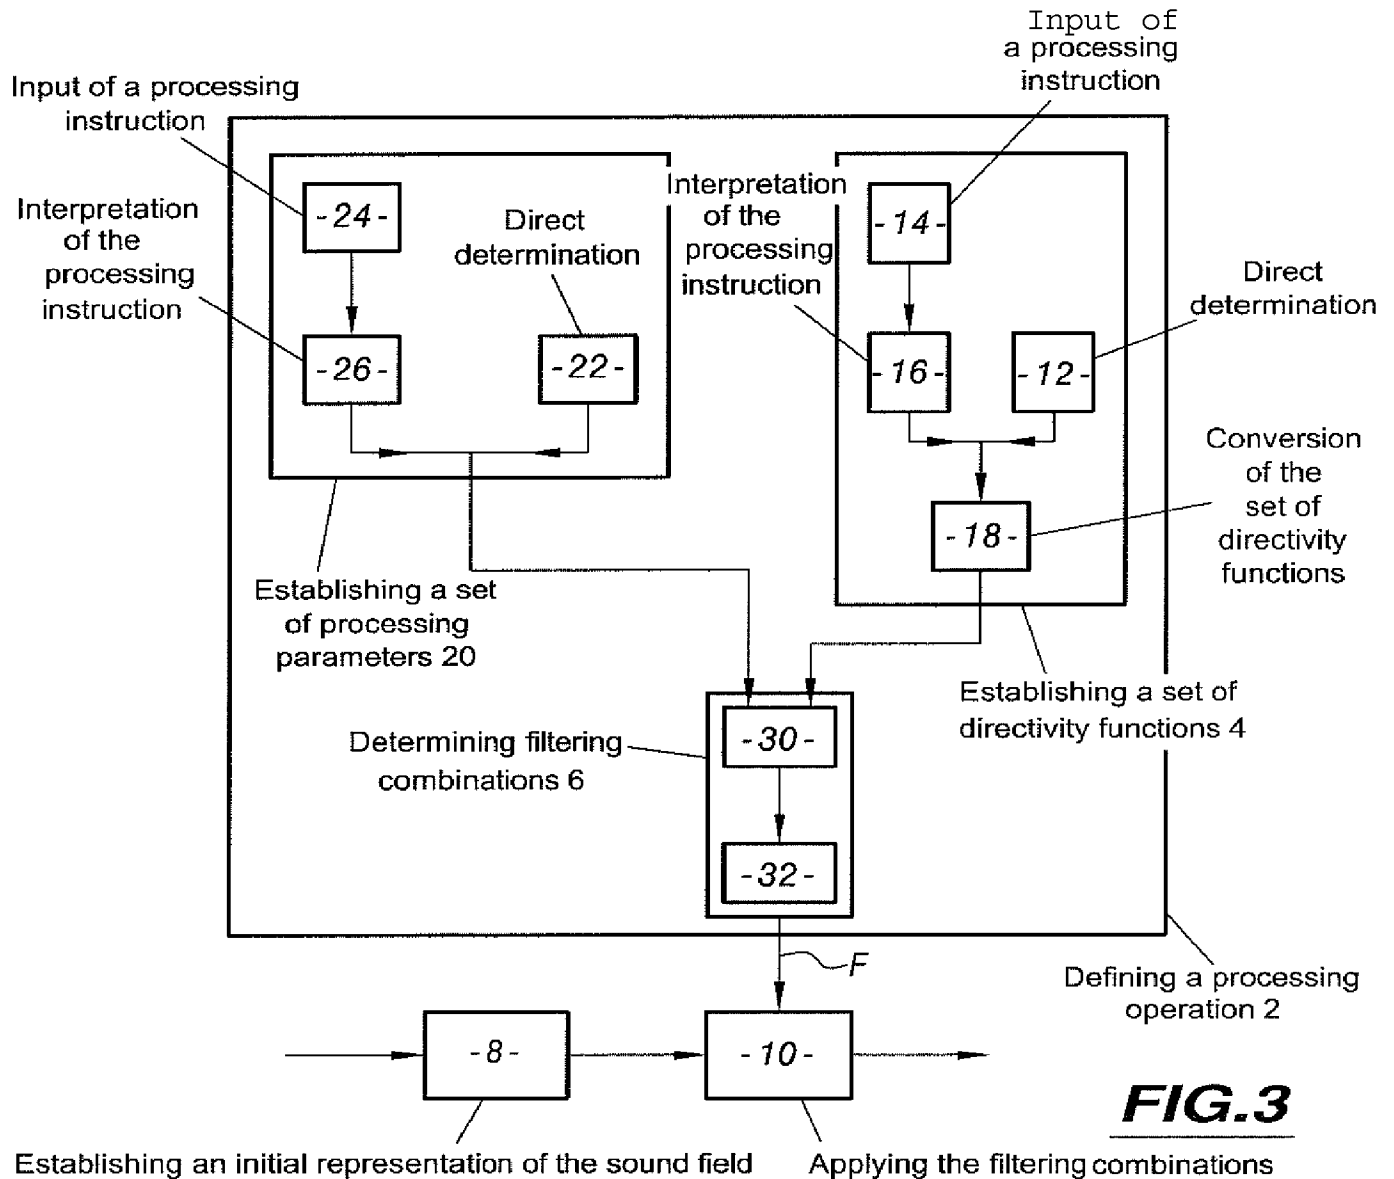 Input of
a processing
instruction
Input of a processing
instruction
Interpretation
of the
processing
instruction
-24-
Direct
determination
-26-
-22-
Interpretation
of the
processing
instruction
-14-
Direct
determination
-16-
-12-
Conversion
of the
set of
directivity
functions
-18-
Establishing a set
of processing
parameters 20
Establishing a set of
directivity functions 4
Determining filtering
combinations 6
-30-
-32-
F
Defining a processing
operation 2
-8-
-10-
FIG.3
Establishing an initial representation of the sound field
Applying the filtering combinations